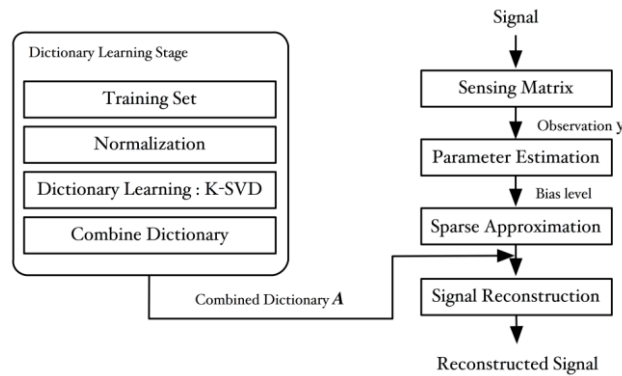 Dictionary Learning Stage
Training Set
Normalization
Dictionary Learning : K-SVD
Combine Dictionary
Combined Dictionary A
Signal
Sensing Matrix
Observation y
Parameter Estimation
Bias level
Sparse Approximation
Signal Reconstruction
Reconstructed Signal